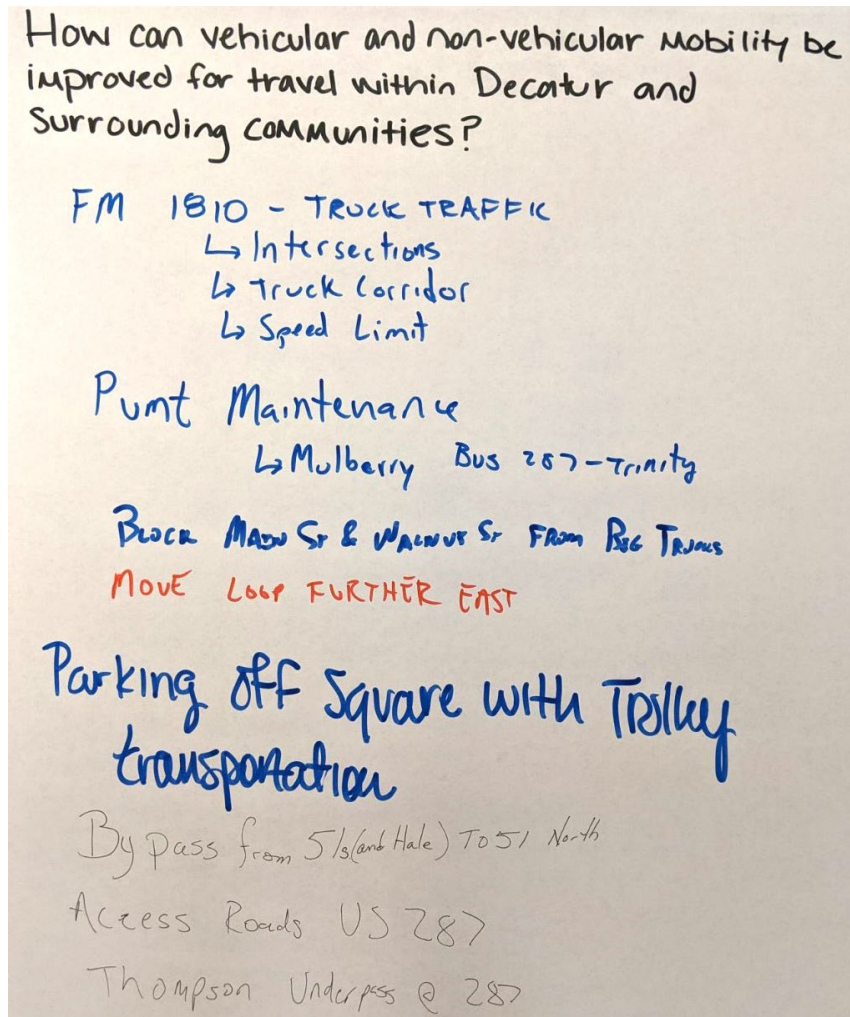 How can vehicular and non-vehicular mobility be
improved for travel within Decatur and
Surrounding communities?
FM 1810 - TRUCK TRAFFIC
↳ Intersections
↳ Truck Corridor
↳ Speed Limit
Pvmt Maintenance
↳ Mulberry Bus 287-Trinity
BLOCK MAIN ST & WALNUT ST FROM BIG TRUCKS
MOVE LOOP FURTHER EAST
Parking off Square with Trolley
transportation
By pass from 51s(and Hale) To 51 North
Access Roads US 287
Thompson Underpass @ 287